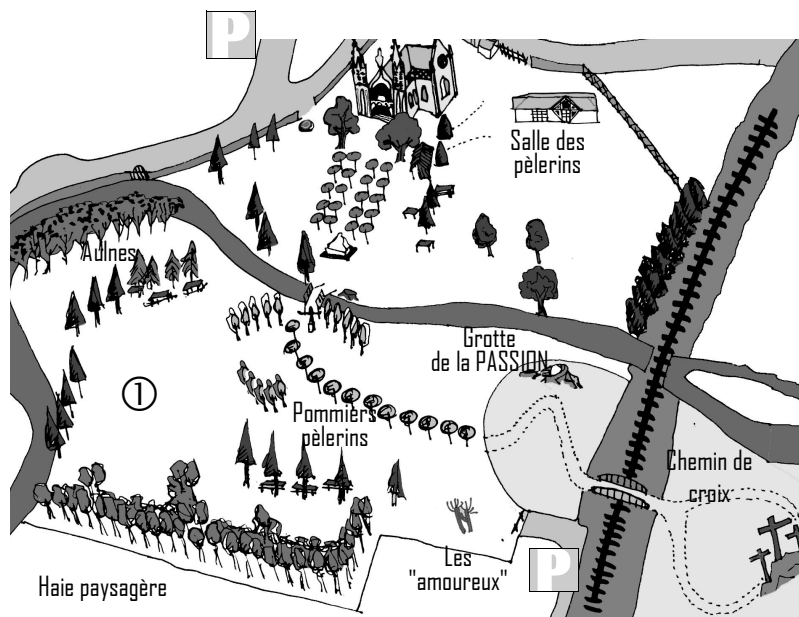 P
Salle des
pèlerins
Aulnes
Grotte
de la PASSION
①
Pommiers
pèlerins
Chemin de
croix
Les
"amoureux"
P
Haie paysagère